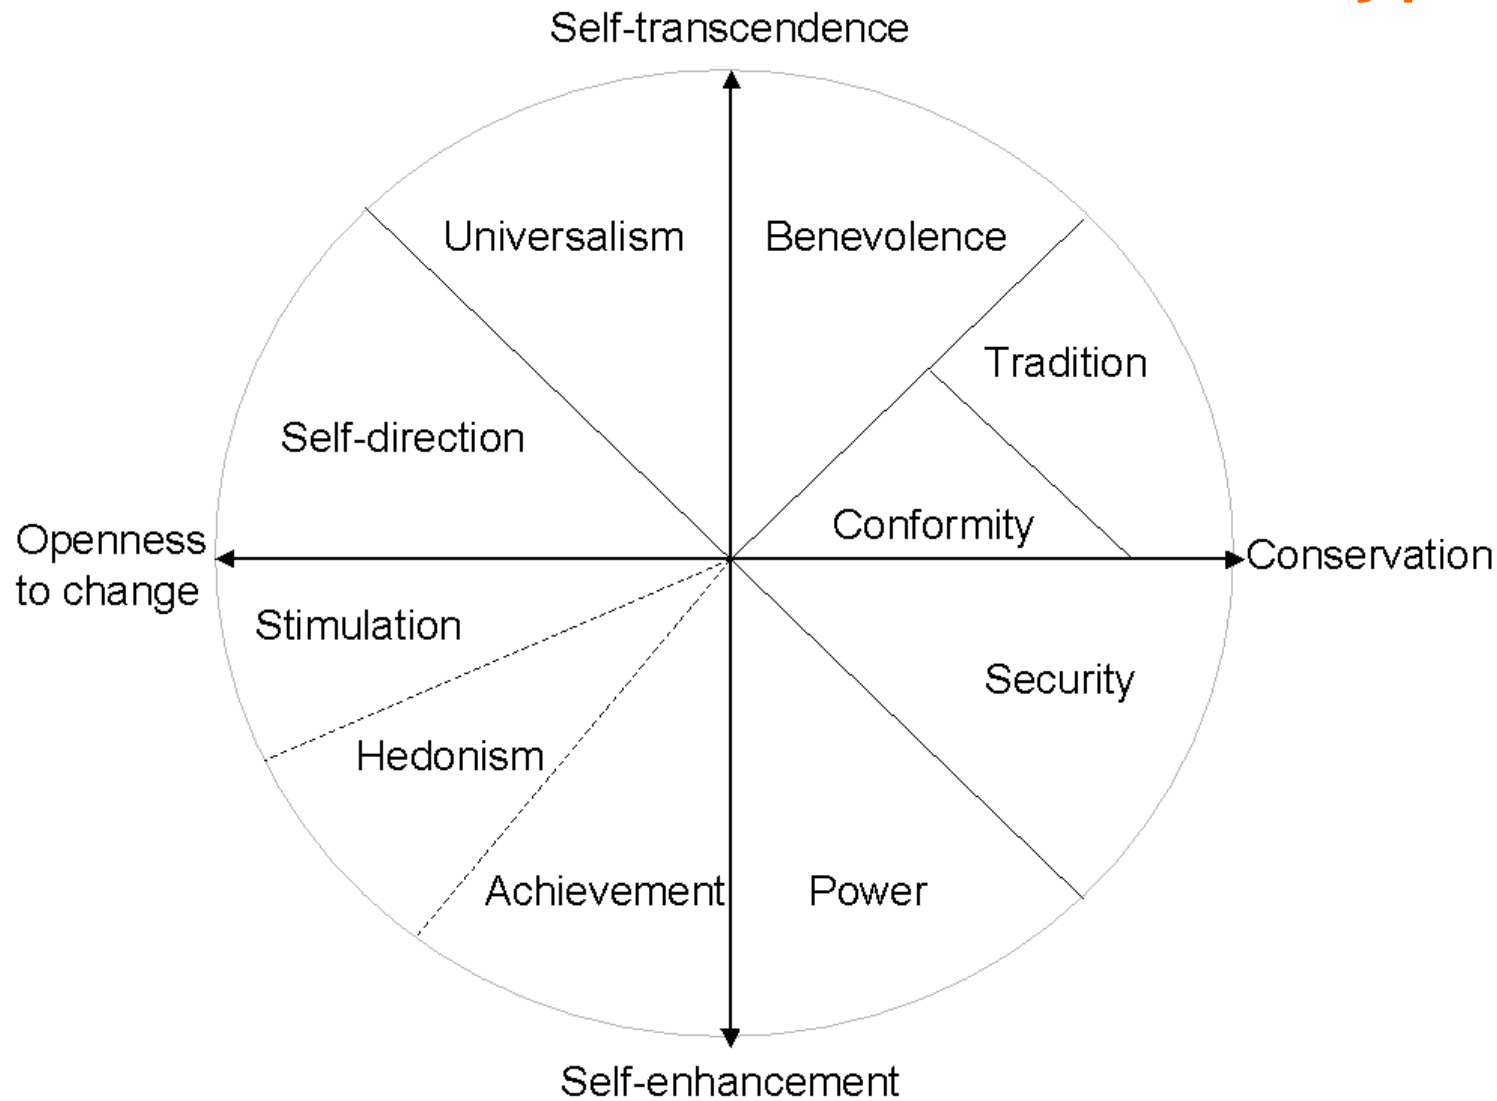 Self-transcendence
Universalism
Benevolence
Tradition
Self-direction
Conformity
Openness
to change
Conservation
Stimulation
Security
Hedonism
Achievement
Power
Self-enhancement